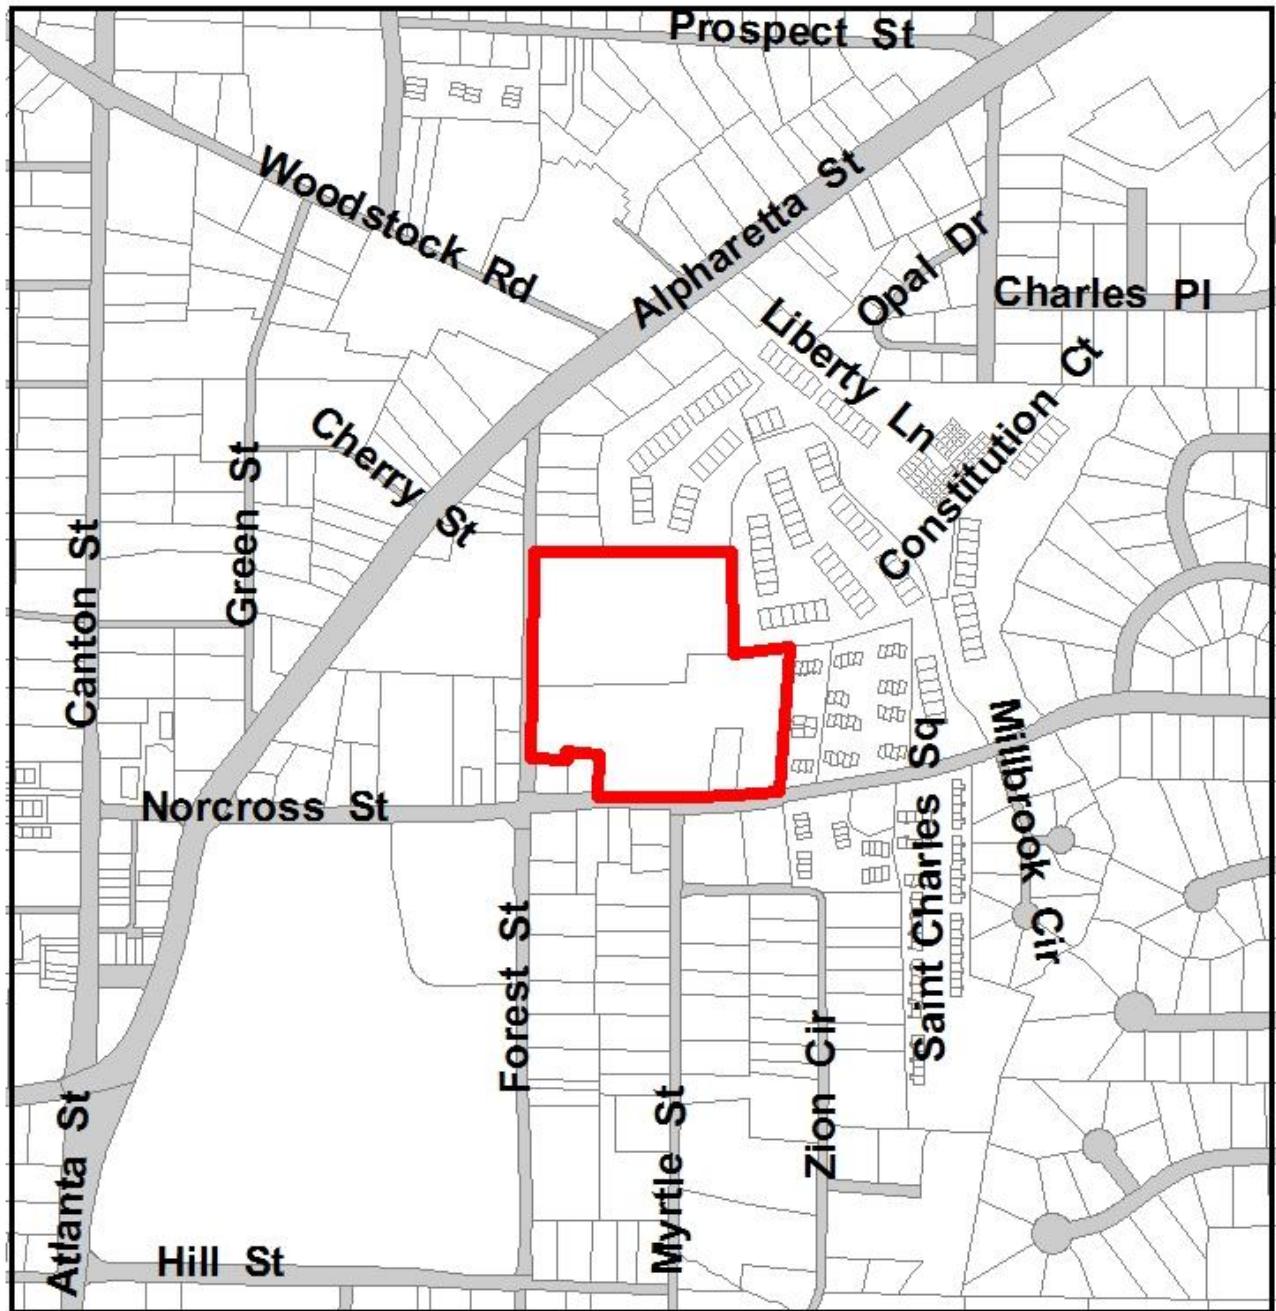 Prospect St
Woodstock Rd
Alpharetta St
Opal Dr
Charles Pl
Liberty Ln
Constitution Ct
Cherry St
Green St
Canton St
Norcross St
Millbrook Cir
Saint Charles Sq
Forest St
Zion Cir
Myrtle St
Atlanta St
Hill St